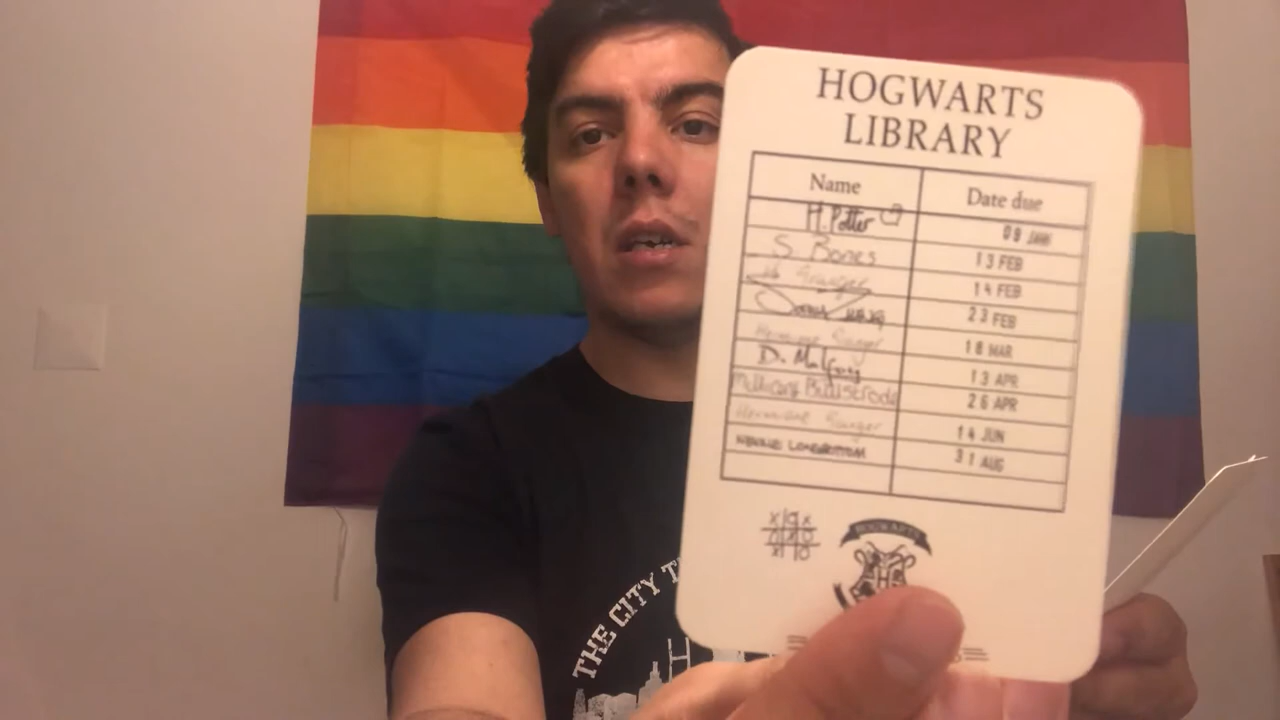 HOGWARTS
LIBRARY
Name Date due
H. Potter 09 JAN
S. Bones 13 FEB
H. Granger 14 FEB
23 FEB
Hermione Granger 18 MAR
D. Malfoy 13 APR
Millicent Bulstrode 26 APR
Hermione Granger 14 JUN
NEVILLE LONGBOTTOM 31 AUG
HOGWARTS
THE CITY